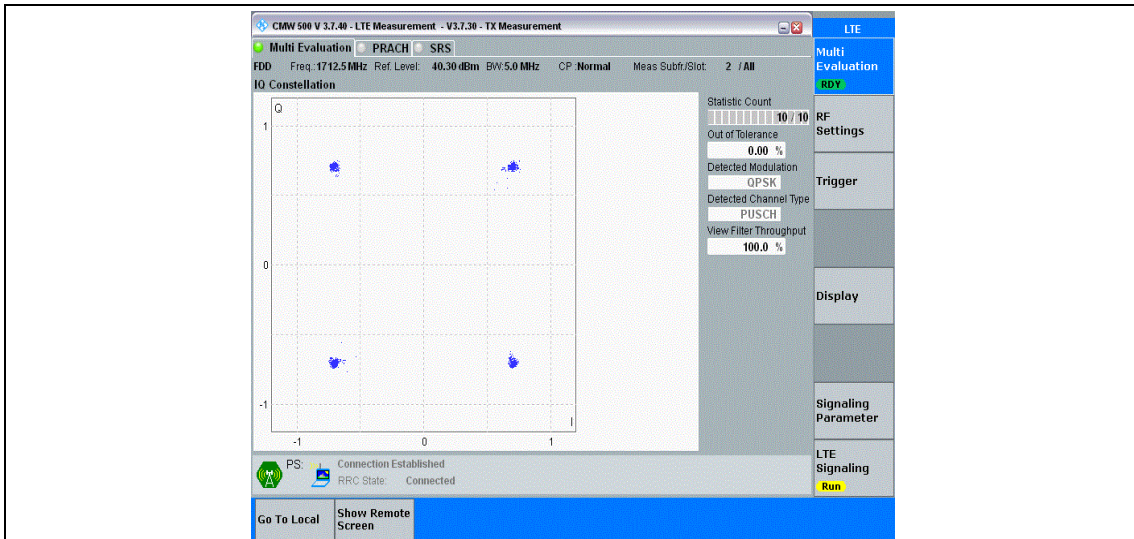 CMW 500 V 3.7.40 - LTE Measurement - V3.7.30 - TX Measurement
LTE
Multi Evaluation PRACH SRS
FDD Freq.:1712.5 MHz Ref. Level: 40.30 dBm BW:5.0 MHz CP :Normal Meas Subfr./Slot: 2 / All
IQ Constellation
Q
1
0
-1
I
-1 0 1
Statistic Count
10 / 10
Out of Tolerance
0.00 %
Detected Modulation
QPSK
Detected Channel Type
PUSCH
View Filter Throughput
100.0 %
Multi
Evaluation
RDY
RF
Settings
Trigger
Display
Signaling
Parameter
LTE
Signaling
Run
PS: Connection Established
RRC State: Connected
Go To Local
Show Remote
Screen